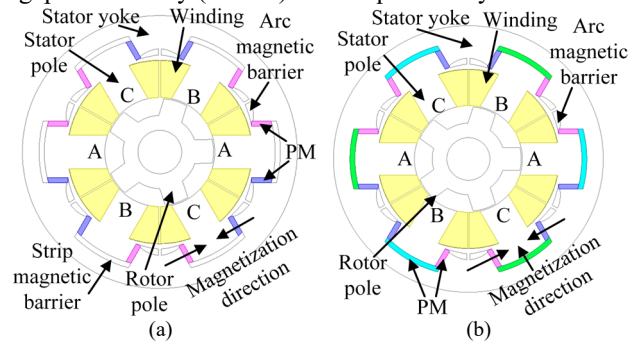 Stator yoke
Winding
Stator
pole
Arc
magnetic
barrier
C
B
A
A
PM
B
C
Strip
magnetic
barrier
Rotor
pole
Magnetization
direction
(a)
Stator yoke
Winding
Stator
pole
Arc
magnetic
barrier
C
B
A
A
B
C
Rotor
pole
PM
Magnetization
direction
(b)